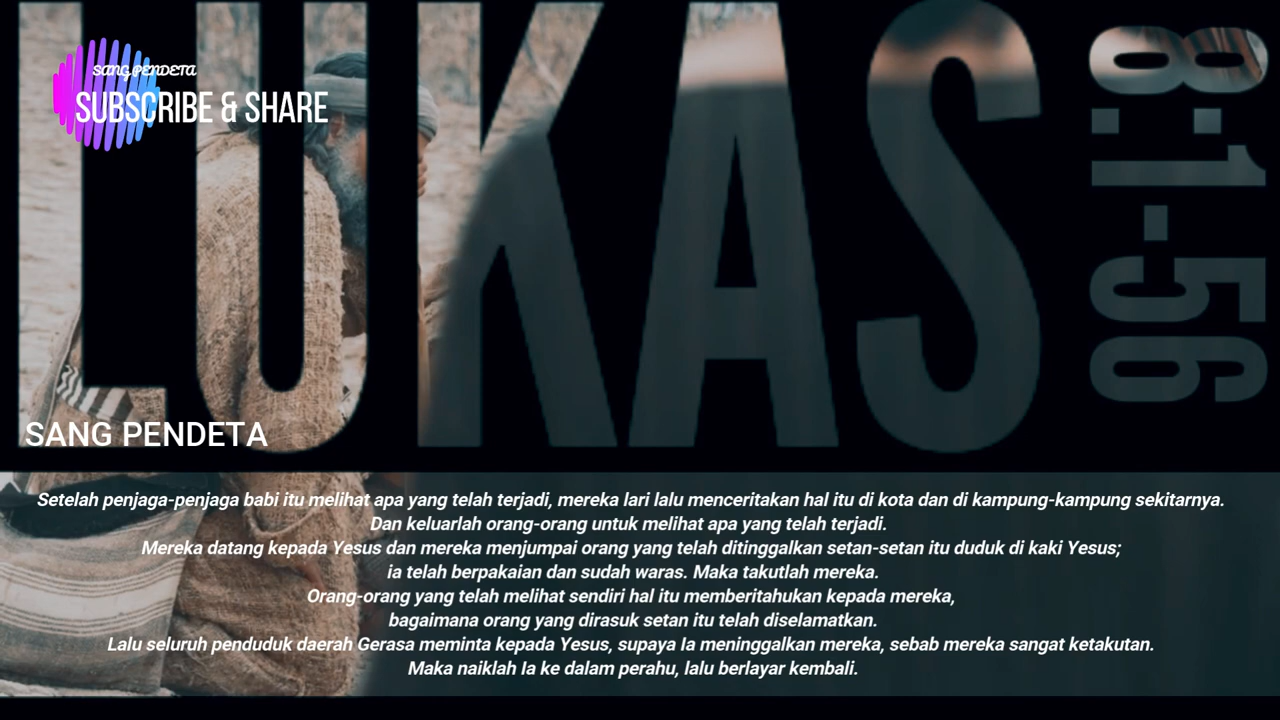 LUKAS
8:1-56
SANG PENDETA
SUBSCRIBE & SHARE
SANG PENDETA
Setelah penjaga-penjaga babi itu melihat apa yang telah terjadi, mereka lari lalu menceritakan hal itu di kota dan di kampung-kampung sekitarnya.
Dan keluarlah orang-orang untuk melihat apa yang telah terjadi.
Mereka datang kepada Yesus dan mereka menjumpai orang yang telah ditinggalkan setan-setan itu duduk di kaki Yesus;
ia telah berpakaian dan sudah waras. Maka takutlah mereka.
Orang-orang yang telah melihat sendiri hal itu memberitahukan kepada mereka,
bagaimana orang yang dirasuk setan itu telah diselamatkan.
Lalu seluruh penduduk daerah Gerasa meminta kepada Yesus, supaya Ia meninggalkan mereka, sebab mereka sangat ketakutan.
Maka naiklah Ia ke dalam perahu, lalu berlayar kembali.